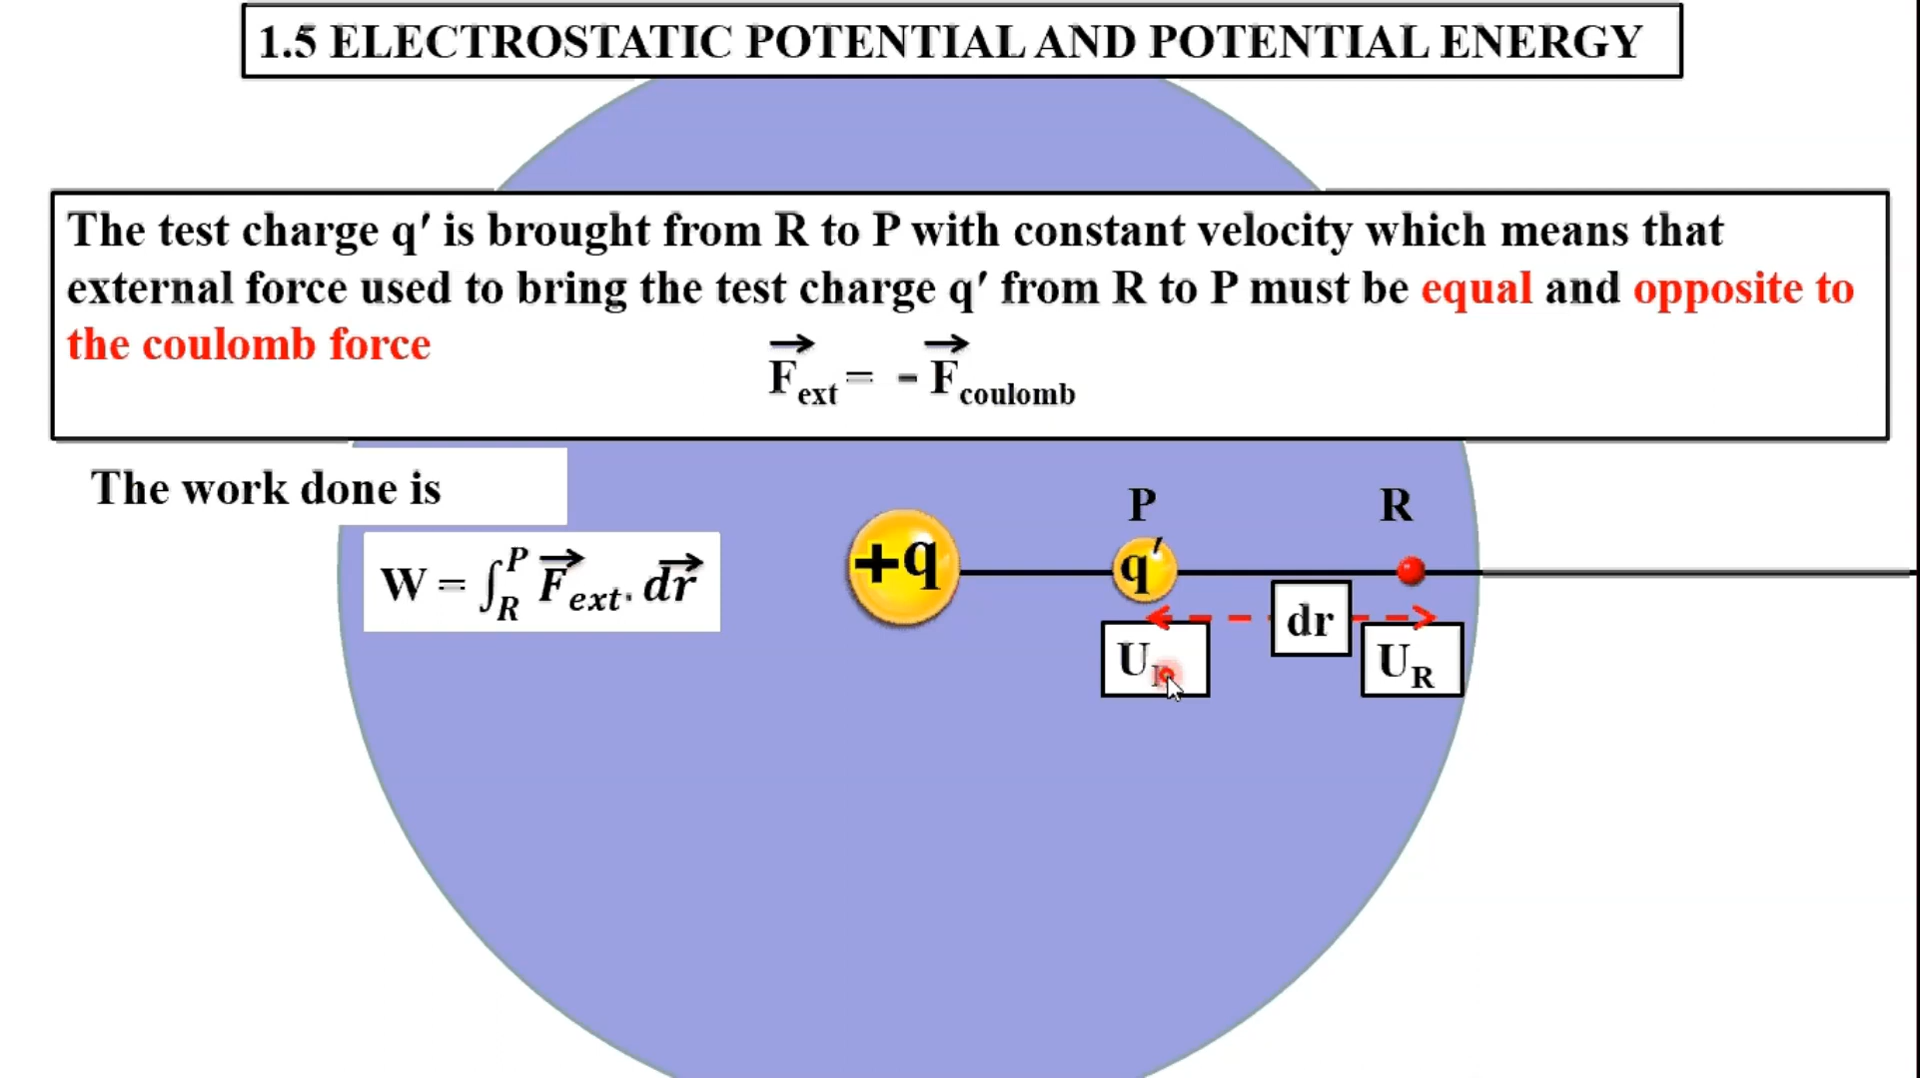 1.5 ELECTROSTATIC POTENTIAL AND POTENTIAL ENERGY
The test charge q′ is brought from R to P with constant velocity which means that
external force used to bring the test charge q′ from R to P must be equal and opposite to
the coulomb force
F⃗ext = - F⃗coulomb
The work done is
W = ∫_R^P F⃗ext. dr⃗
P
R
+q
q′
dr
U
UR